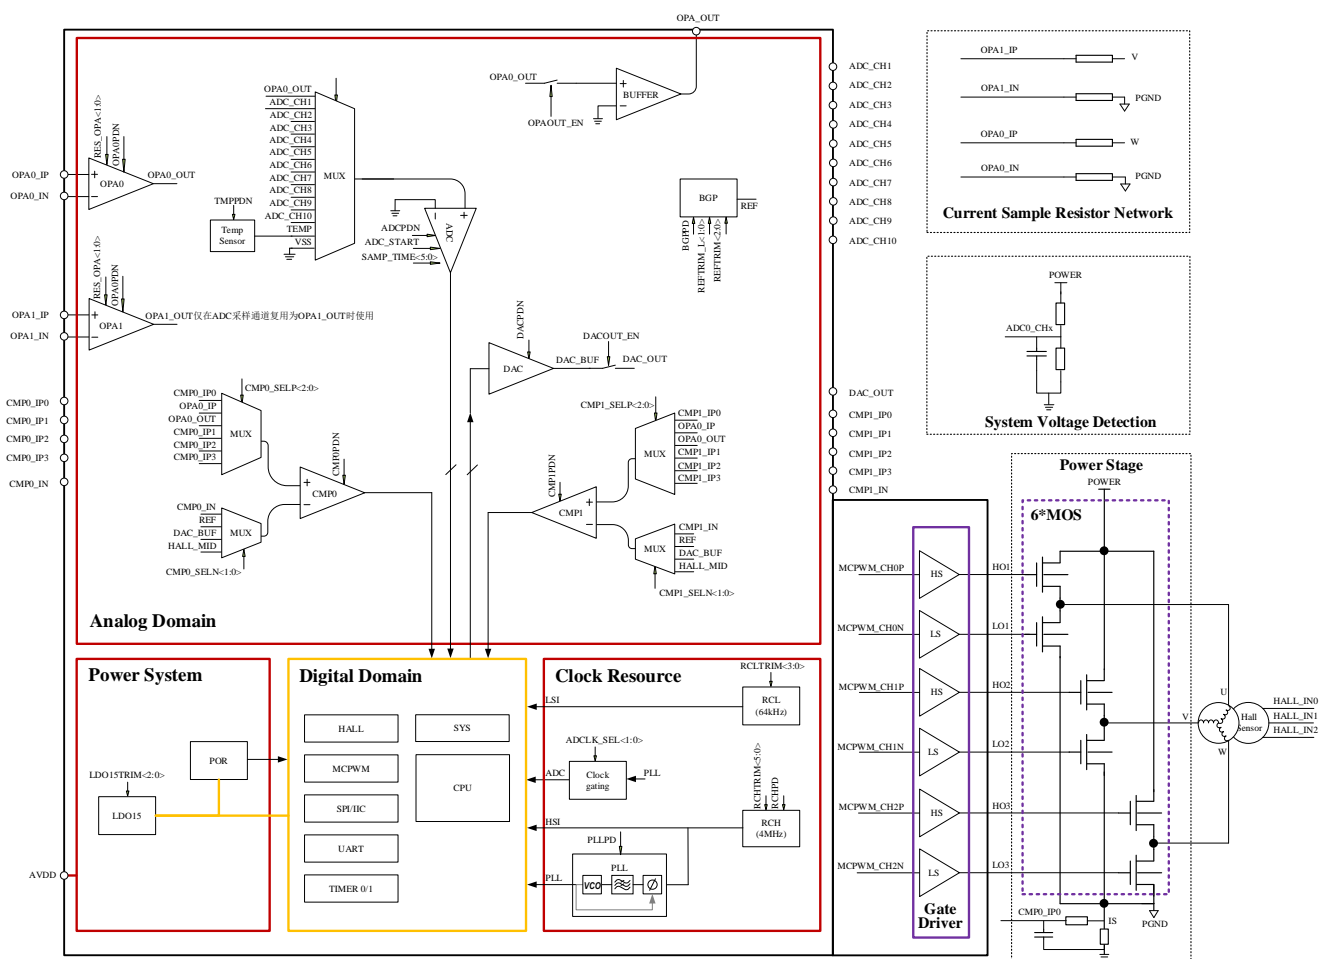 OPA_OUT
OPA0_OUT
BUFFER
OPAOUT_EN
RES_OPA<1:0>
OPA0PDN
OPA0_IP
OPA0_IN
OPA0
OPA0_OUT
OPA0_OUT
ADC_CH1
ADC_CH2
ADC_CH3
ADC_CH4
ADC_CH5
ADC_CH6
ADC_CH7
ADC_CH8
ADC_CH9
ADC_CH10
TEMP
VSS
MUX
TMPPDN
Temp
Sensor
ADC
ADCPDN
ADC_START
SAMP_TIME<5:0>
BGP
REF
BGPPD
REFTRIM_L<1:0>
REFTRIM<2:0>
RES_OPA<1:0>
OPA0PDN
OPA1_IP
OPA1_IN
OPA1
OPA1_OUT仅在ADC采样通道复用为OPA1_OUT时使用
DACPDN
DAC
DAC_BUF
DACOUT_EN
DAC_OUT
CMP0_IP0
CMP0_IP1
CMP0_IP2
CMP0_IP3
CMP0_IN
CMP0_SELP<2:0>
CMP0_IP0
OPA0_IP
OPA0_OUT
CMP0_IP1
CMP0_IP2
CMP0_IP3
MUX
CMP0PDN
CMP0
CMP0_IN
REF
DAC_BUF
HALL_MID
MUX
CMP0_SELN<1:0>
CMP1_SELP<2:0>
CMP1_IP0
OPA0_IP
OPA0_OUT
CMP1_IP1
CMP1_IP2
CMP1_IP3
MUX
CMP1PDN
CMP1
CMP1_IN
REF
DAC_BUF
HALL_MID
MUX
CMP1_SELN<1:0>
Analog Domain
ADC_CH1
ADC_CH2
ADC_CH3
ADC_CH4
ADC_CH5
ADC_CH6
ADC_CH7
ADC_CH8
ADC_CH9
ADC_CH10
DAC_OUT
CMP1_IP0
CMP1_IP1
CMP1_IP2
CMP1_IP3
CMP1_IN
OPA1_IP
V
OPA1_IN
PGND
OPA0_IP
W
OPA0_IN
PGND
Current Sample Resistor Network
POWER
ADC0_CHx
System Voltage Detection
Power System
POR
LDO15TRIM<2:0>
LDO15
AVDD
Digital Domain
HALL
MCPWM
SPI/IIC
UART
TIMER 0/1
SYS
CPU
Clock Resource
LSI
RCLTRIM<3:0>
RCL
(64kHz)
ADCLK_SEL<1:0>
ADC
Clock
gating
PLL
RCHTRIM<5:0>
RCHPD
HSI
RCH
(4MHz)
PLLPD
PLL
PLL
VCO
MCPWM_CH0P
HS
HO1
MCPWM_CH0N
LS
LO1
MCPWM_CH1P
HS
HO2
MCPWM_CH1N
LS
LO2
MCPWM_CH2P
HS
HO3
MCPWM_CH2N
LS
LO3
Gate
Driver
Power Stage
POWER
6*MOS
U
V
W
Hall
Sensor
HALL_IN0
HALL_IN1
HALL_IN2
CMP0_IP0
IS
PGND